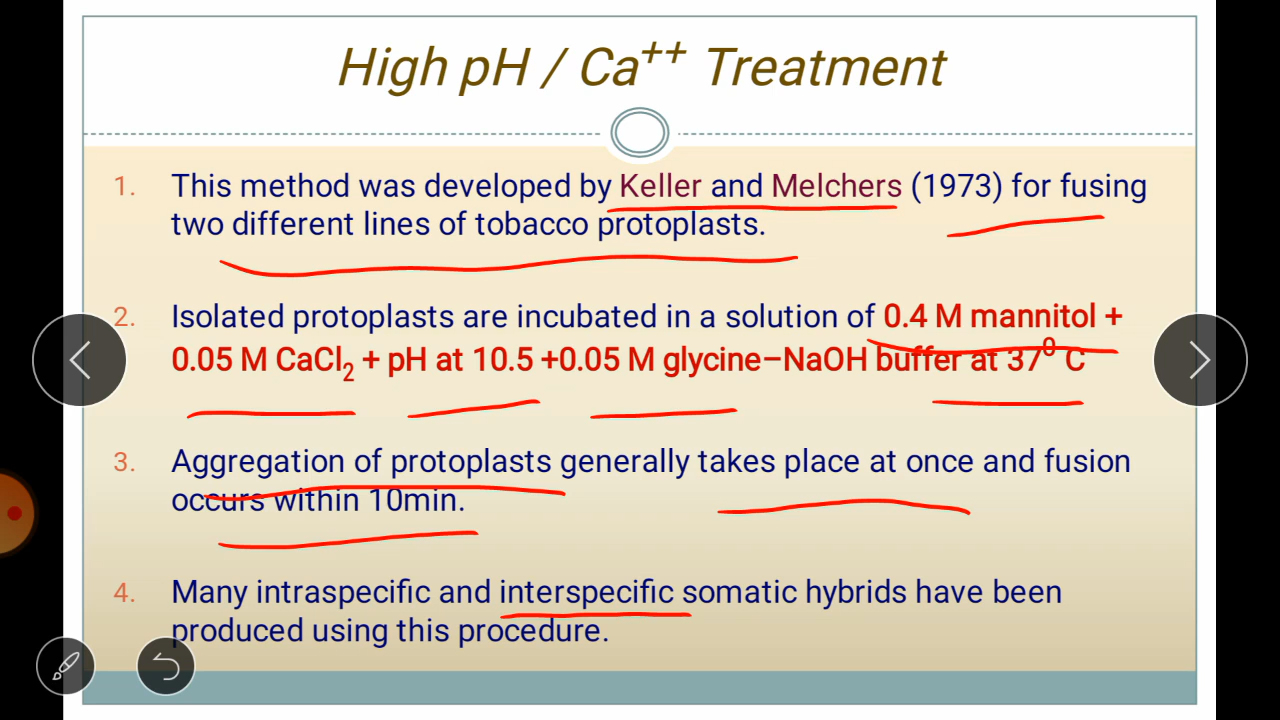 High pH / Ca⁺⁺ Treatment
1. This method was developed by Keller and Melchers (1973) for fusing
two different lines of tobacco protoplasts.
2. Isolated protoplasts are incubated in a solution of 0.4 M mannitol +
0.05 M CaCl₂ + pH at 10.5 +0.05 M glycine–NaOH buffer at 37⁰ C
3. Aggregation of protoplasts generally takes place at once and fusion
occurs within 10min.
4. Many intraspecific and interspecific somatic hybrids have been
produced using this procedure.